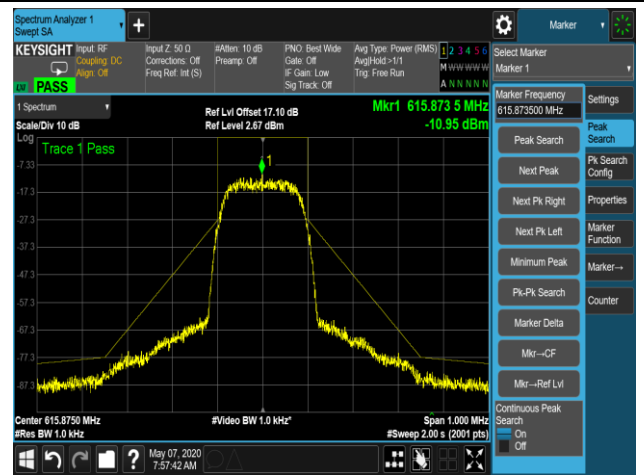 Spectrum Analyzer 1
Swept SA
+
Marker
KEYSIGHT
Input: RF
Coupling: DC
Align: Off
Input Z: 50 Ω
Corrections: Off
Freq Ref: Int (S)
#Atten: 10 dB
Preamp: Off
PNO: Best Wide
Gate: Off
IF Gain: Low
Sig Track: Off
Avg Type: Power (RMS)
Avg|Hold:>1/1
Trig: Free Run
1 2 3 4 5 6
M W W W W W
A N N N N N
LXI
PASS
Select Marker
Marker 1
1 Spectrum
Scale/Div 10 dB
Ref Lvl Offset 17.10 dB
Ref Level 2.67 dBm
Mkr1 615.873 5 MHz
-10.95 dBm
Log
Trace 1 Pass
1
-7.33
-17.3
-27.3
-37.3
-47.3
-57.3
-67.3
-77.3
-87.3
Center 615.8750 MHz
#Res BW 1.0 kHz
#Video BW 1.0 kHz*
Span 1.000 MHz
#Sweep 2.00 s (2001 pts)
Marker Frequency
615.873500 MHz
Peak Search
Next Peak
Next Pk Right
Next Pk Left
Minimum Peak
Pk-Pk Search
Marker Delta
Mkr→CF
Mkr→Ref Lvl
Continuous Peak
Search
On
Off
Settings
Peak
Search
Pk Search
Config
Properties
Marker
Function
Marker→
Counter
?
May 07, 2020
7:57:42 AM